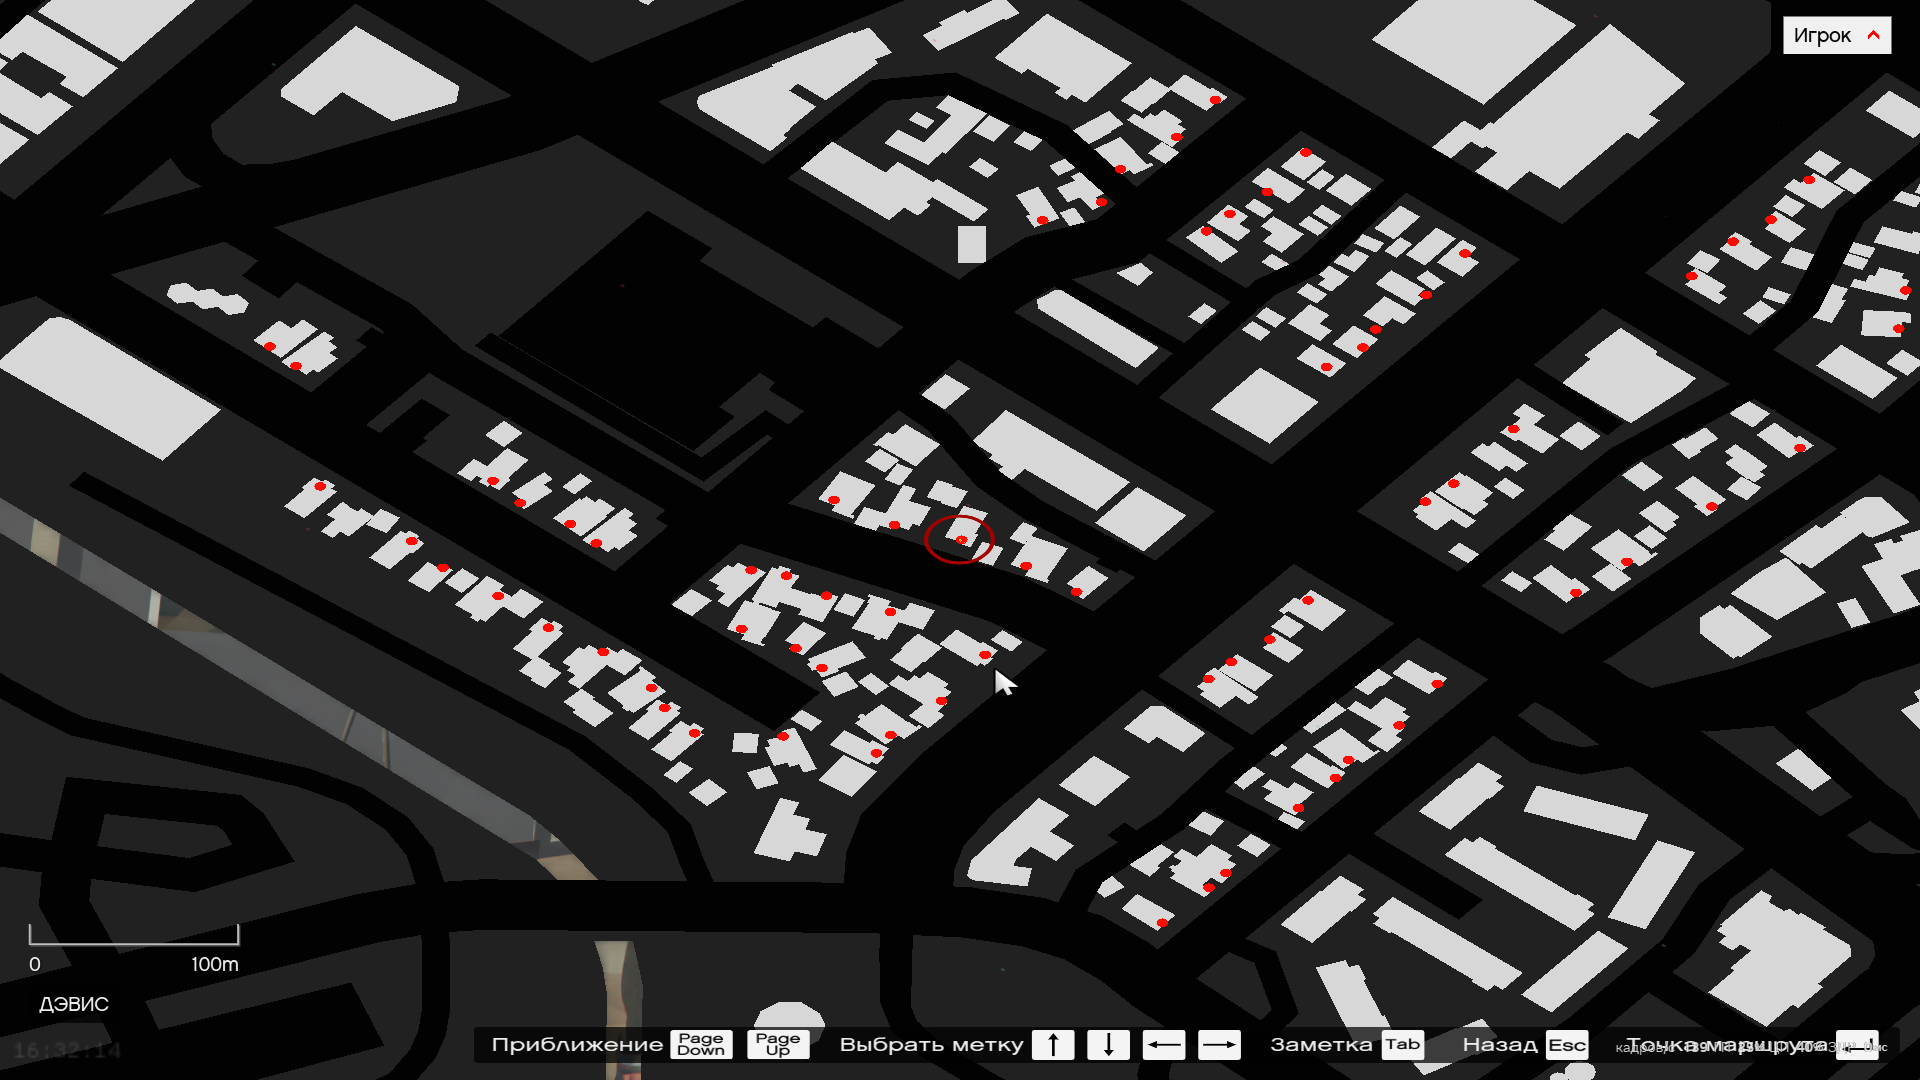 Игрок
0 100m
ДЭВИС
16:32:14
Приближение Page Down Page Up Выбрать метку ↑ ↓ ← → Заметка Tab Назад Esc Точка маршрута
кадров/с